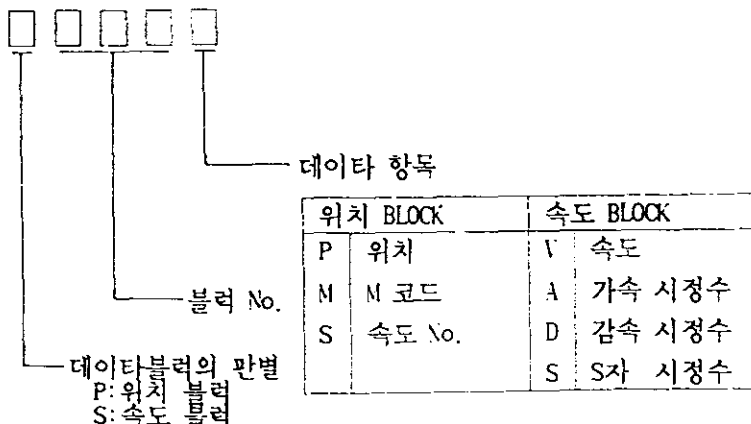 데이타 항목
위치 BLOCK 속도 BLOCK
P 위치 V 속도
M M 코드 A 가속 시정수
S 속도 No. D 감속 시정수
S S자 시정수
블럭 No.
데이타블럭의 판별
P:위치 블럭
S:속도 블럭